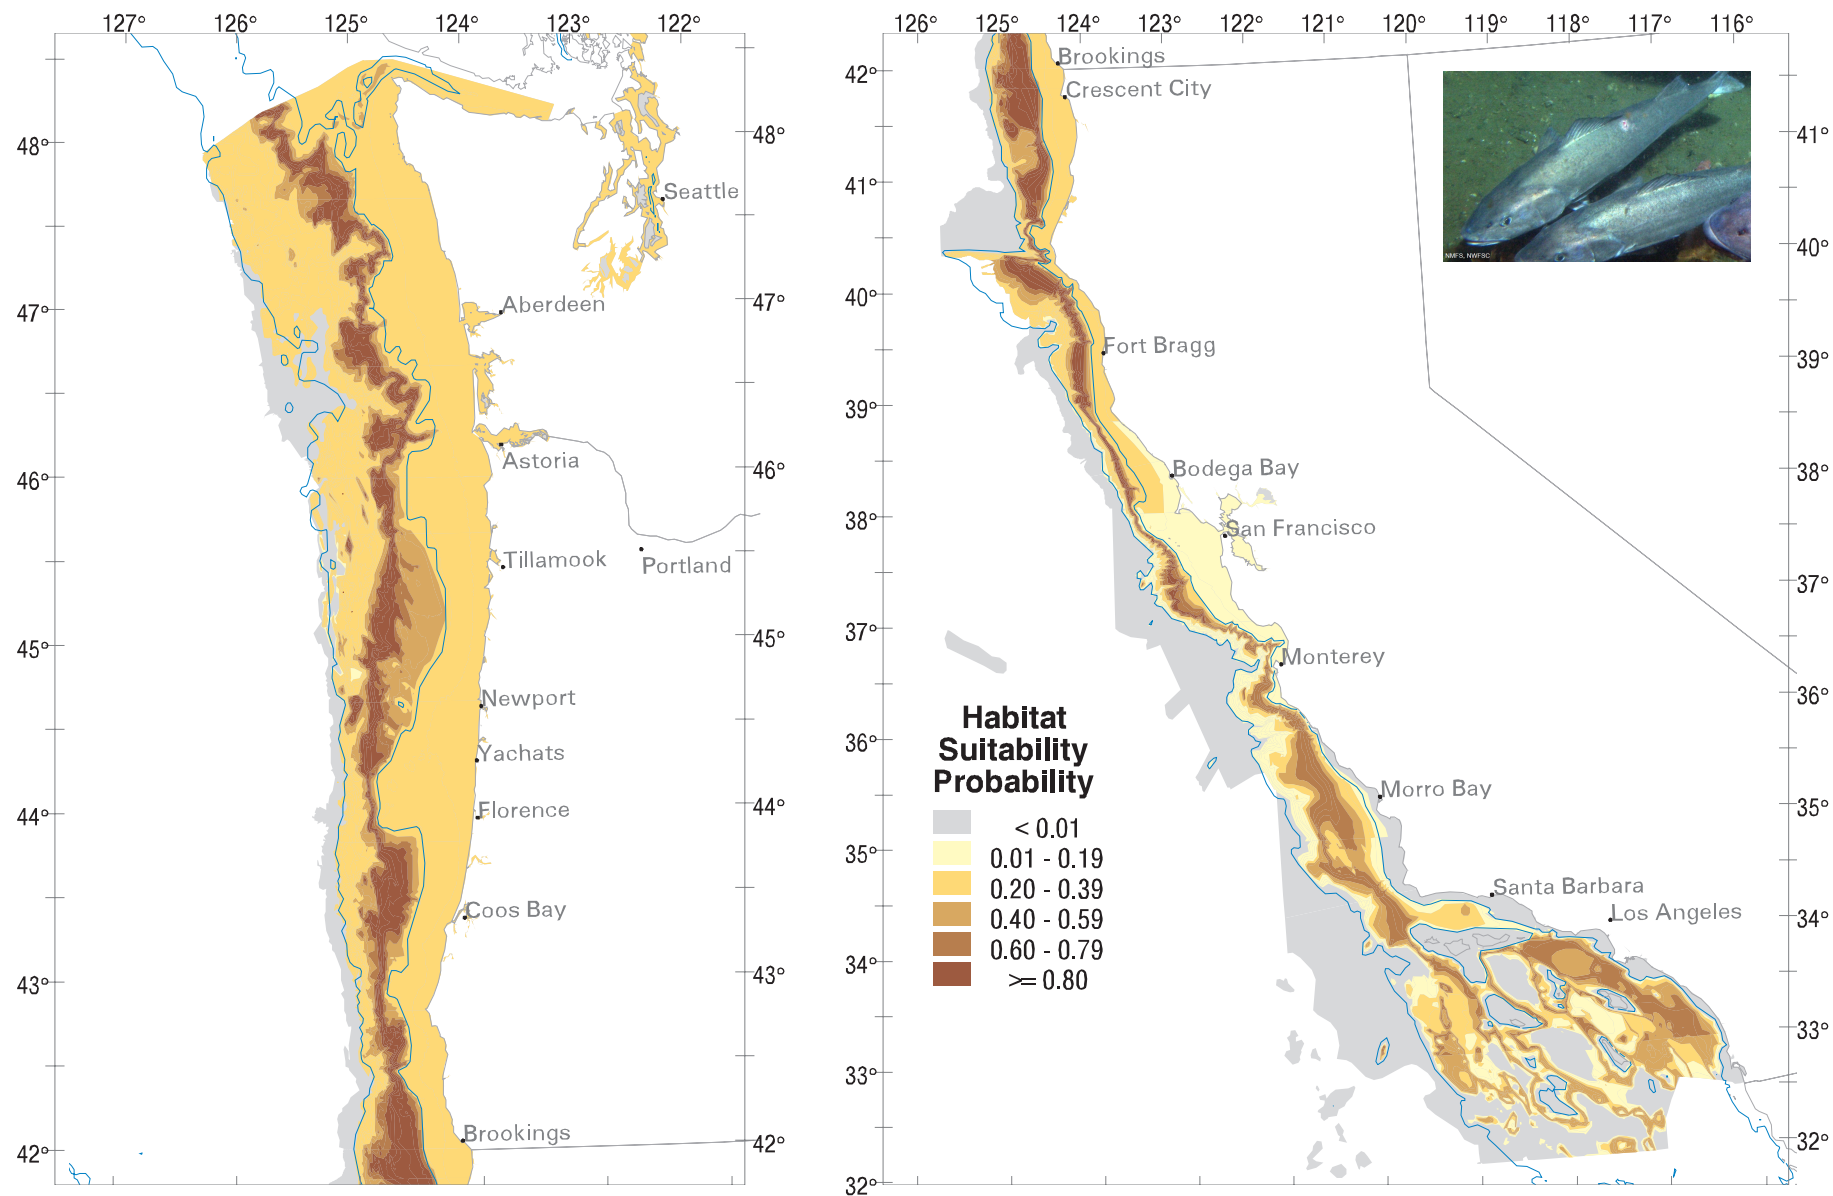 127° 126° 125° 124° 123° 122°
48°
47°
46°
45°
44°
43°
42°
48°
47°
46°
45°
44°
43°
42°
Seattle
Aberdeen
Astoria
Tillamook
Portland
Newport
Yachats
Florence
Coos Bay
Brookings
126° 125° 124° 123° 122° 121° 120° 119° 118° 117° 116°
42°
41°
40°
39°
38°
37°
36°
35°
34°
33°
32°
41°
40°
39°
38°
37°
36°
35°
34°
33°
32°
Brookings
Crescent City
Fort Bragg
Bodega Bay
San Francisco
Monterey
Morro Bay
Santa Barbara
Los Angeles
NMFS, NWFSC
Habitat
Suitability
Probability
< 0.01
0.01 - 0.19
0.20 - 0.39
0.40 - 0.59
0.60 - 0.79
>= 0.80